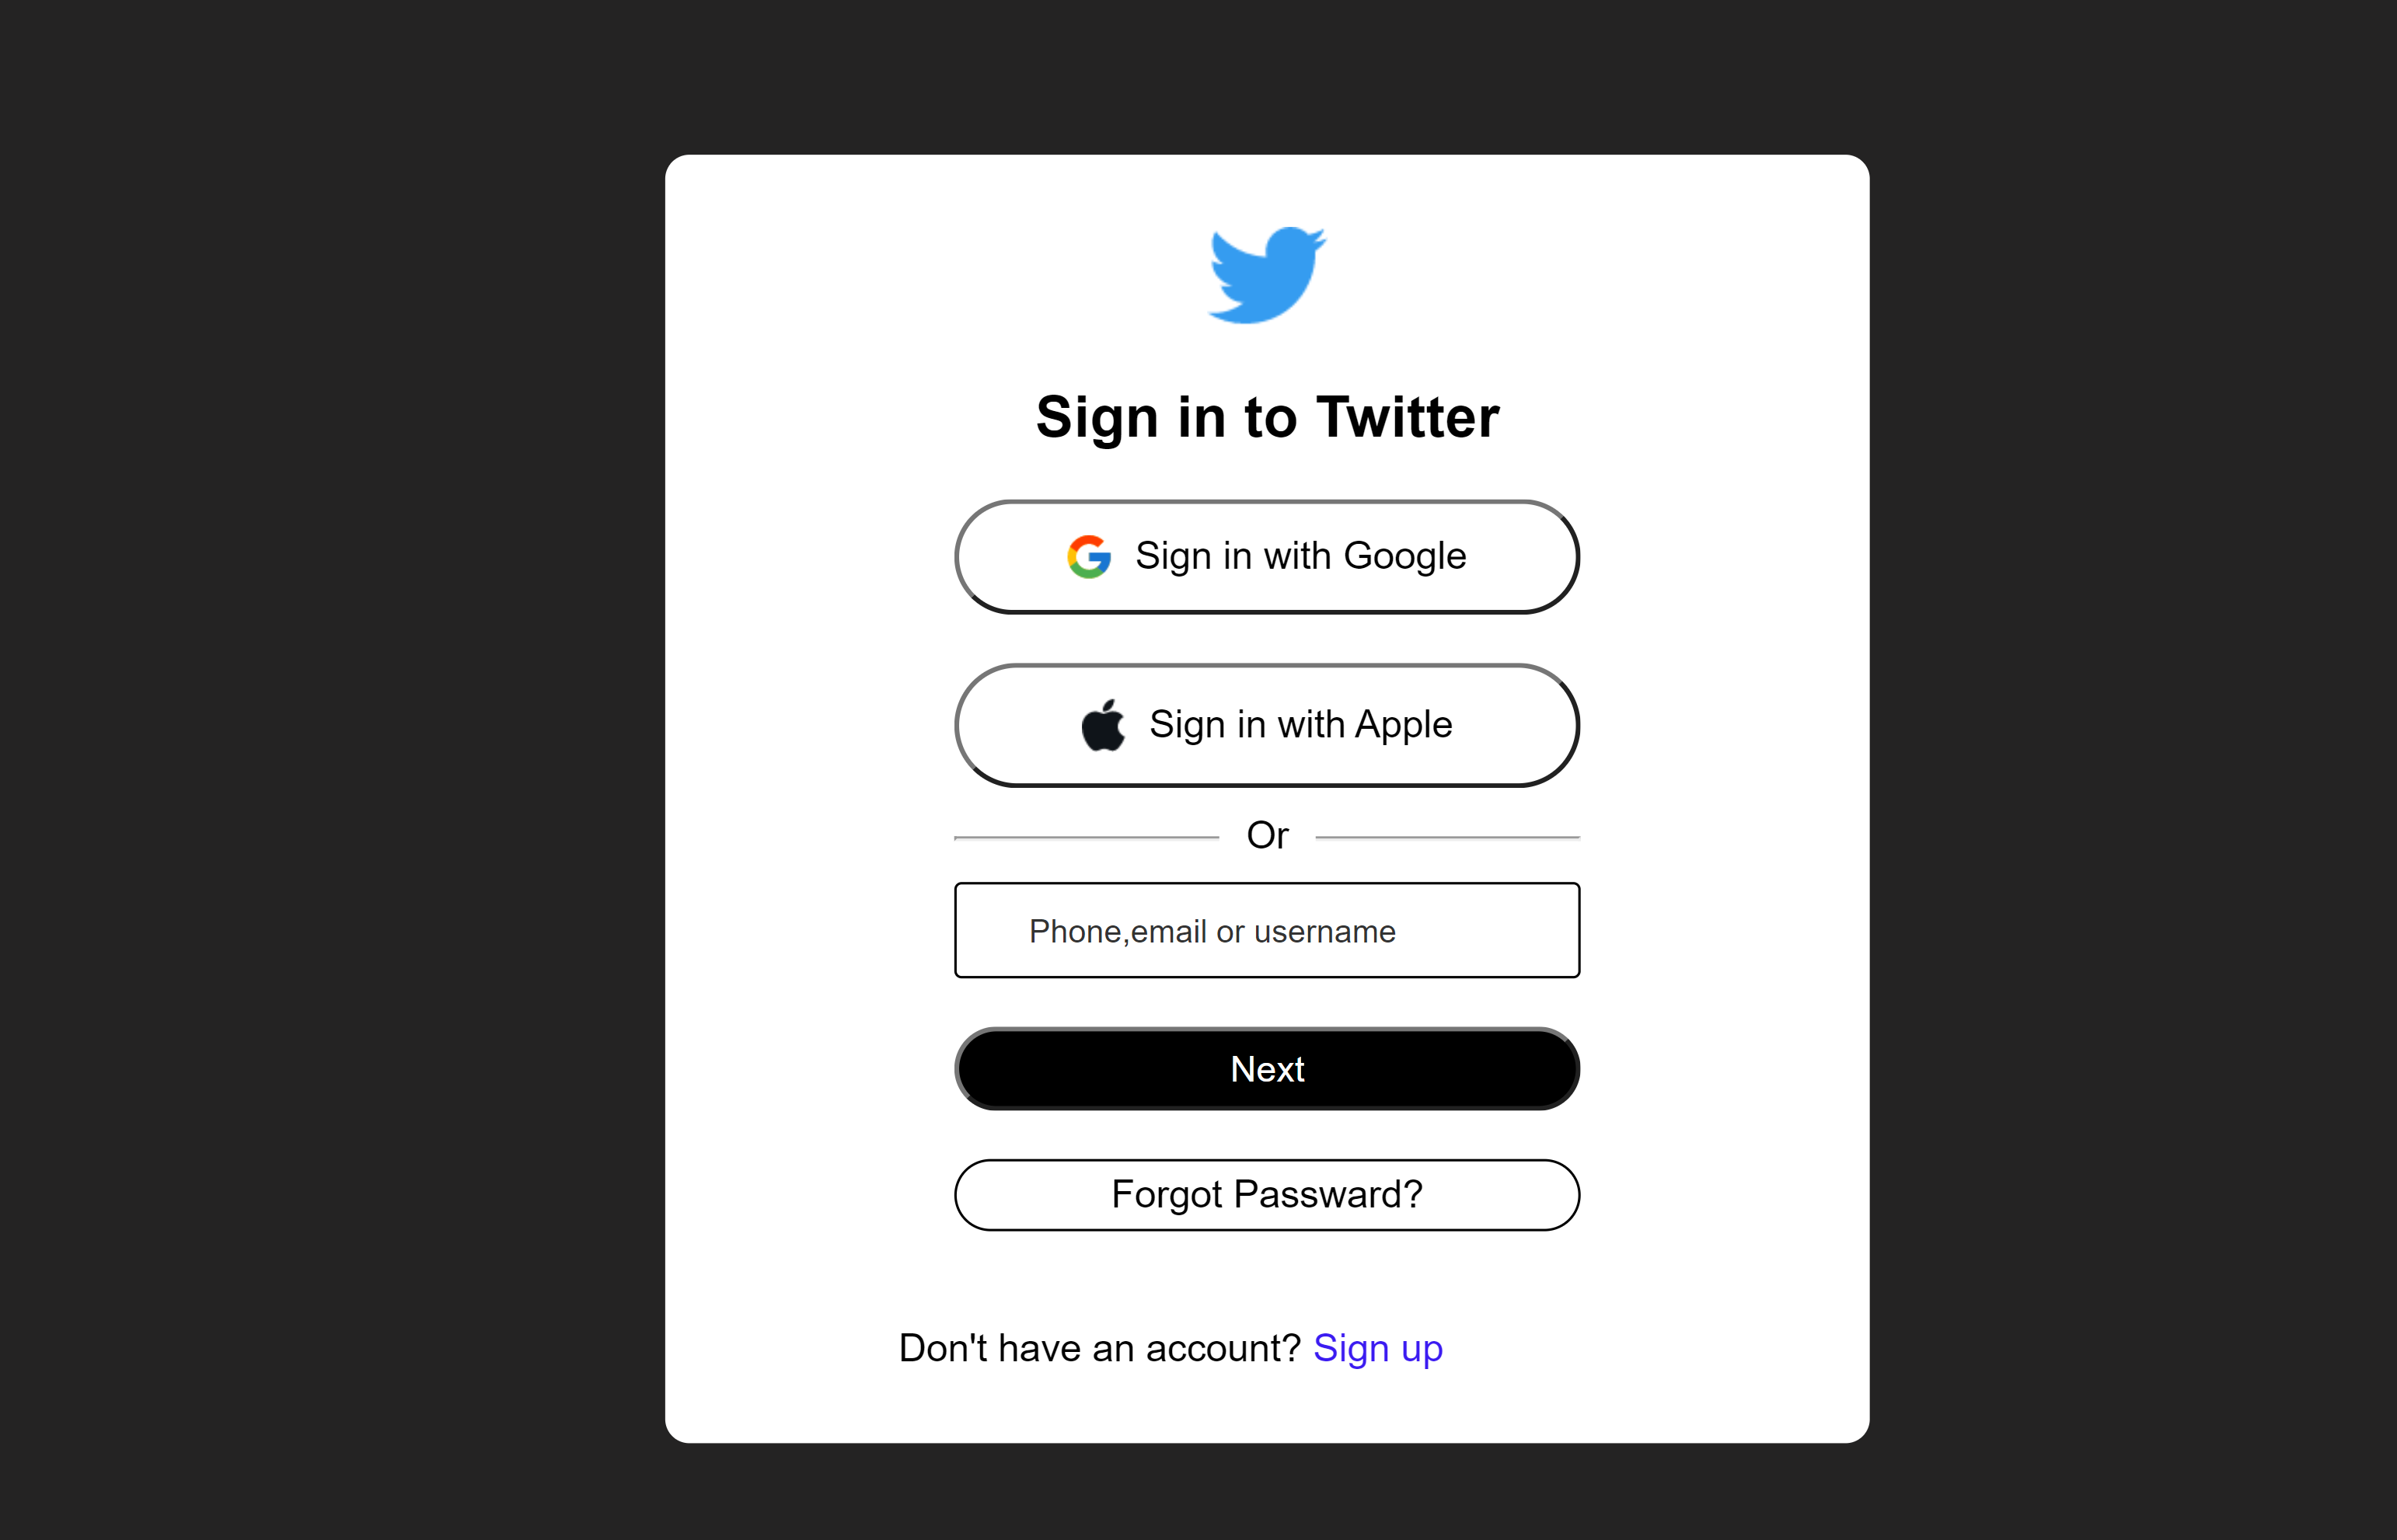 Sign in to Twitter
Sign in with Google
Sign in with Apple
Or
Phone,email or username
Next
Forgot Passward?
Don't have an account? Sign up